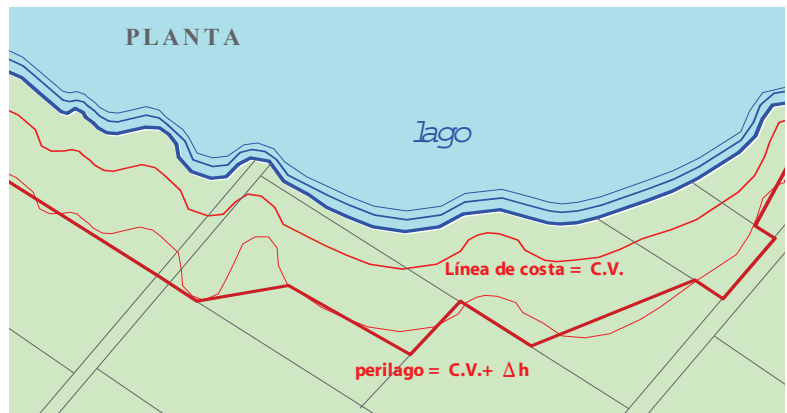 PLANTA
lago
Línea de costa = C.V.
perilago = C.V.+ Δh